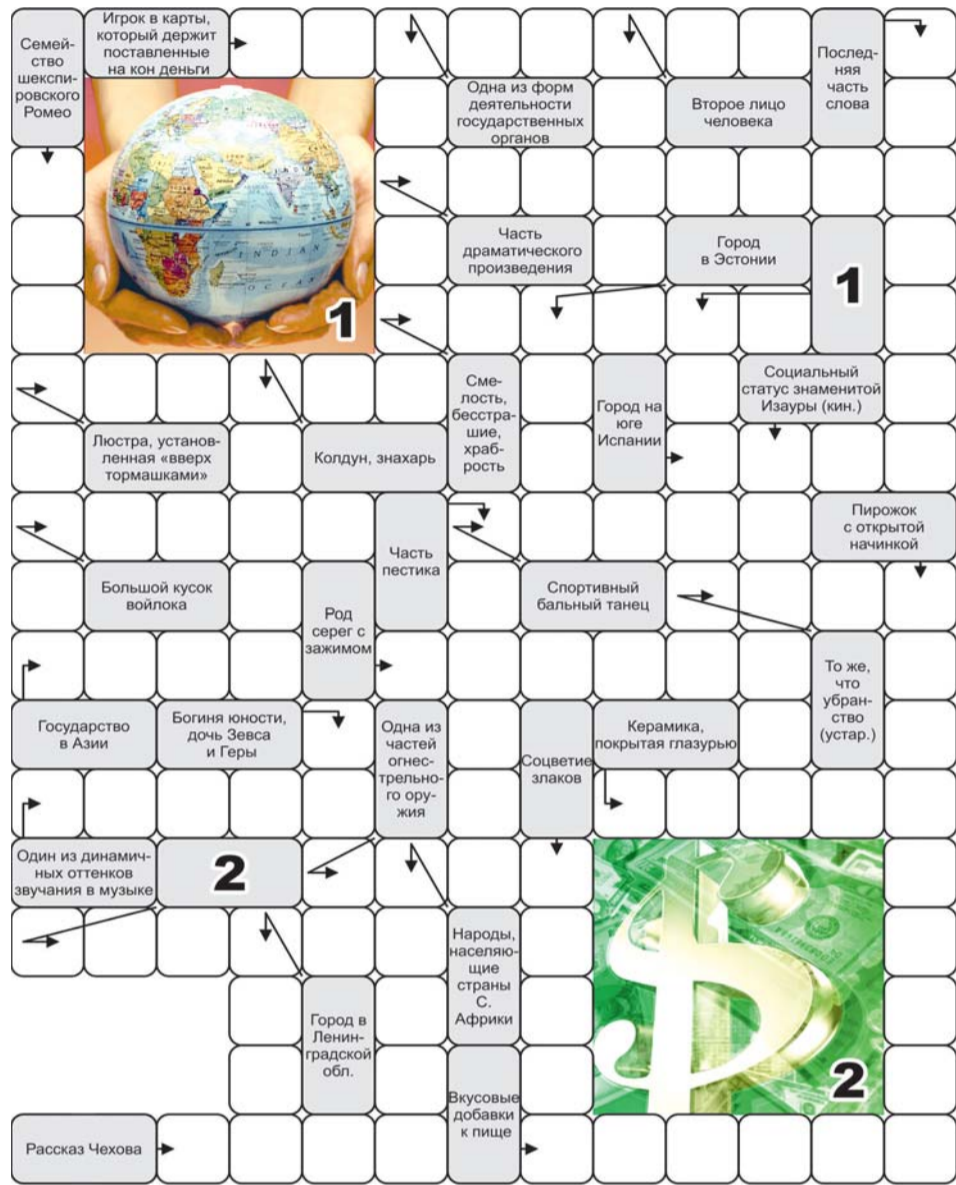 Семей-
ство
шекспи-
ровского
Ромео
Игрок в карты,
который держит
поставленные
на кон деньги
Одна из форм
деятельности
государственных
органов
Второе лицо
человека
Послед-
няя
часть
слова
INDIA
INDIAN
OCEAN
1
Часть
драматического
произведения
Город
в Эстонии
1
Люстра, установ-
ленная «вверх
тормашками»
Колдун, знахарь
Сме-
лость,
бесстра-
шие,
храб-
рость
Город на
юге
Испании
Социальный
статус знаменитой
Изауры (кин.)
Часть
пестика
Пирожок
с открытой
начинкой
Большой кусок
войлока
Род
серег с
зажимом
Спортивный
бальный танец
То же,
что
убран-
ство
(устар.)
Государство
в Азии
Богиня юности,
дочь Зевса
и Геры
Одна из
частей
огнес-
трельно-
го ору-
жия
Соцветие
злаков
Керамика,
покрытая глазурью
Один из динамич-
ных оттенков
звучания в музыке
2
Народы,
населяю-
щие
страны
С.
Африки
Город в
Ленин-
градской
обл.
2
Вкусовые
добавки
к пище
Рассказ Чехова